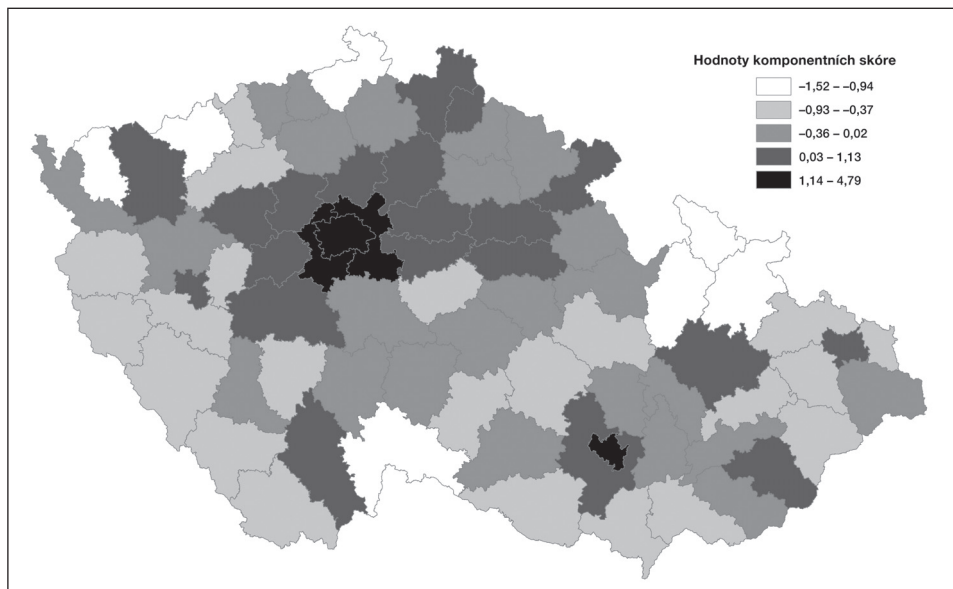 Hodnoty komponentních skóre
–1,52 – –0,94
–0,93 – –0,37
–0,36 – 0,02
0,03 – 1,13
1,14 – 4,79